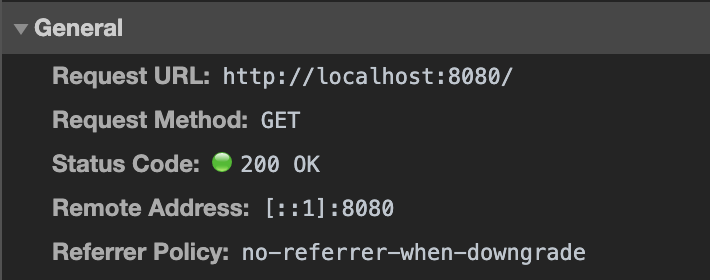 General
Request URL: http://localhost:8080/
Request Method: GET
Status Code: 200 OK
Remote Address: [::1]:8080
Referrer Policy: no-referrer-when-downgrade